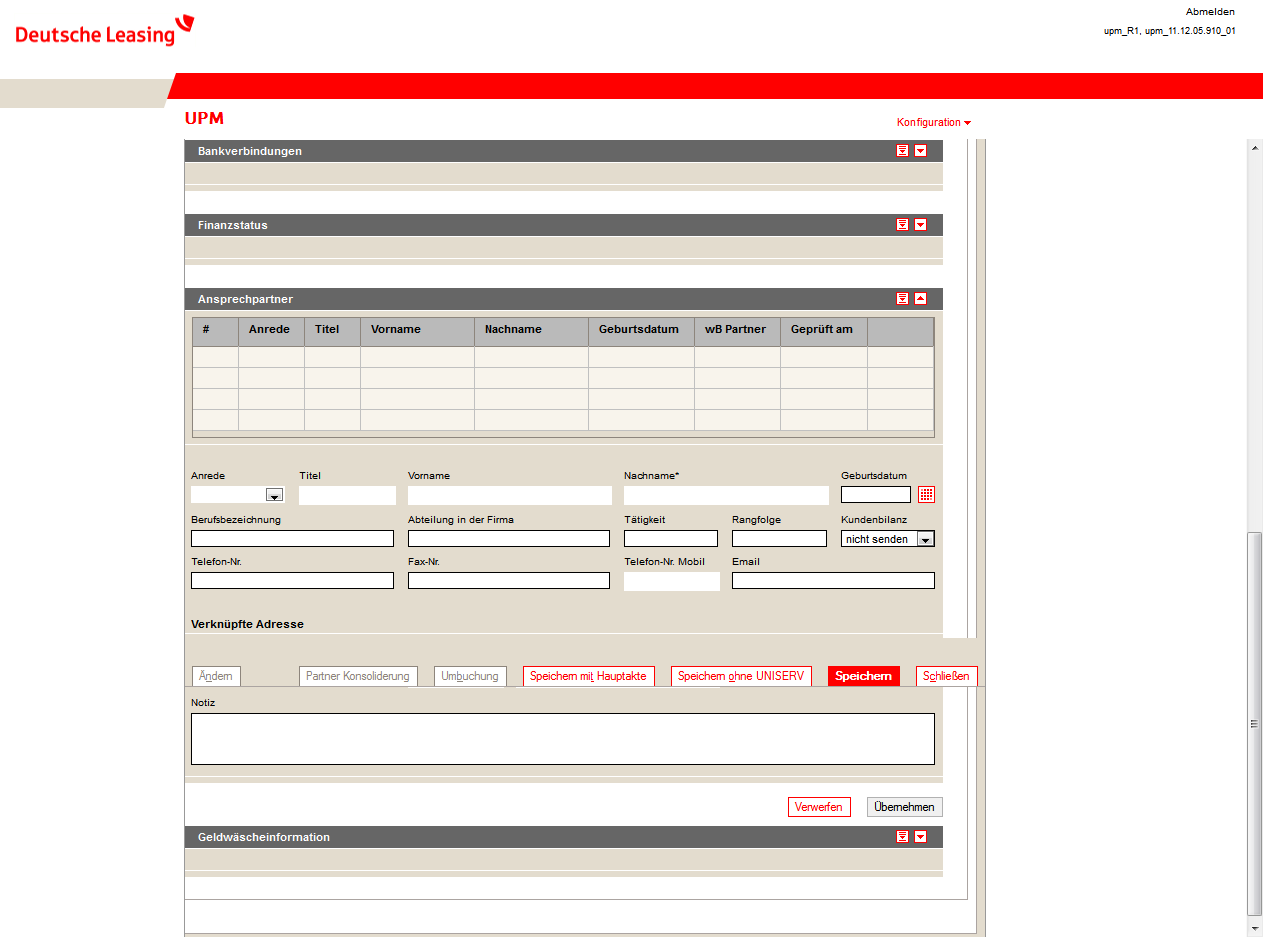 Deutsche Leasing
Abmelden
upm_R1, upm_11.12.05.910_01
UPM
Konfiguration
Bankverbindungen
Finanzstatus
Ansprechpartner
# Anrede Titel Vorname Nachname Geburtsdatum wB Partner Geprüft am
Anrede Titel Vorname Nachname* Geburtsdatum
Berufsbezeichnung Abteilung in der Firma Tätigkeit Rangfolge Kundenbilanz
nicht senden
Telefon-Nr. Fax-Nr. Telefon-Nr. Mobil Email
Verknüpfte Adresse
Ändern Partner Konsolidierung Umbuchung Speichern mit Hauptakte Speichern ohne UNISERV Speichern Schließen
Notiz
Verwerfen Übernehmen
Geldwäscheinformation